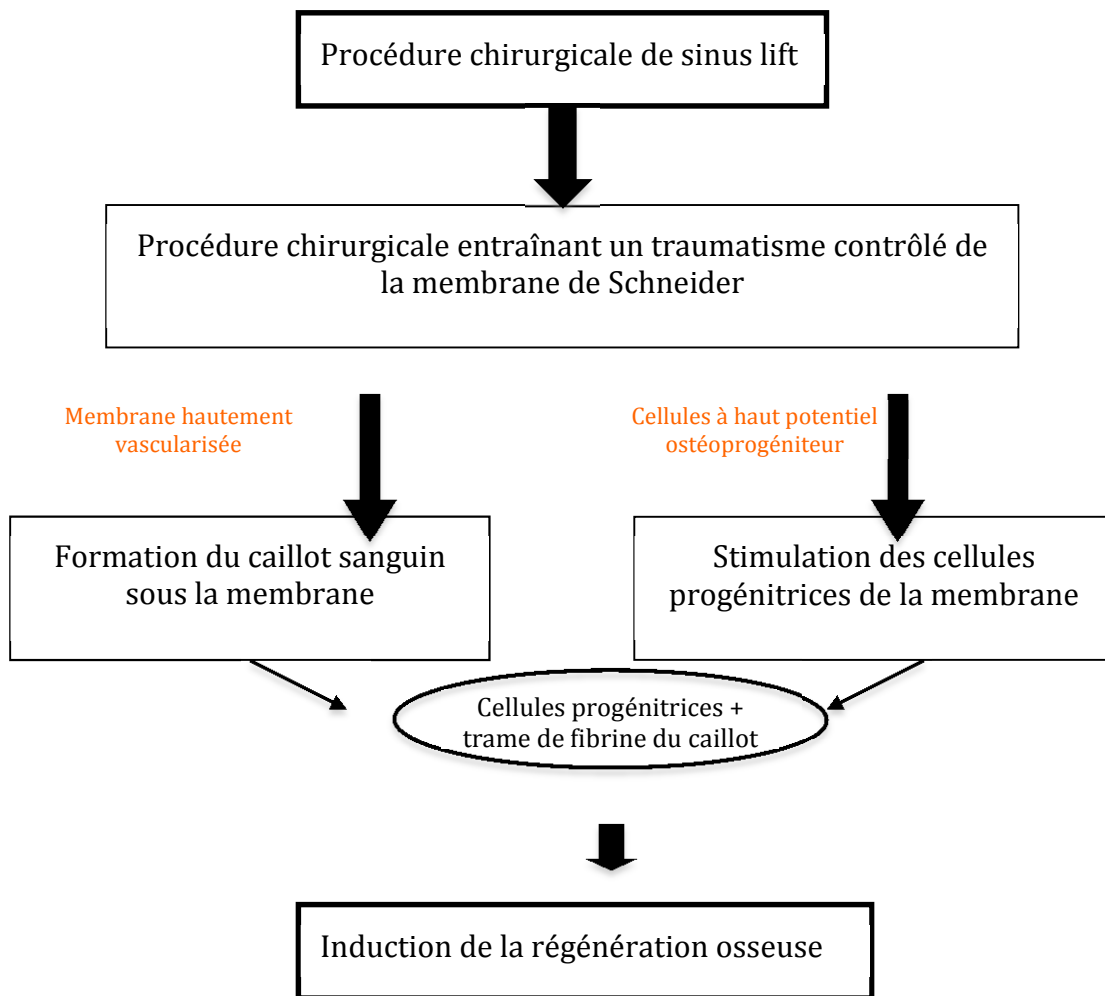 Procédure chirurgicale de sinus lift
Procédure chirurgicale entraînant un traumatisme contrôlé de
la membrane de Schneider
Membrane hautement
vascularisée
Cellules à haut potentiel
ostéoprogéniteur
Formation du caillot sanguin
sous la membrane
Stimulation des cellules
progénitrices de la membrane
Cellules progénitrices +
trame de fibrine du caillot
Induction de la régénération osseuse